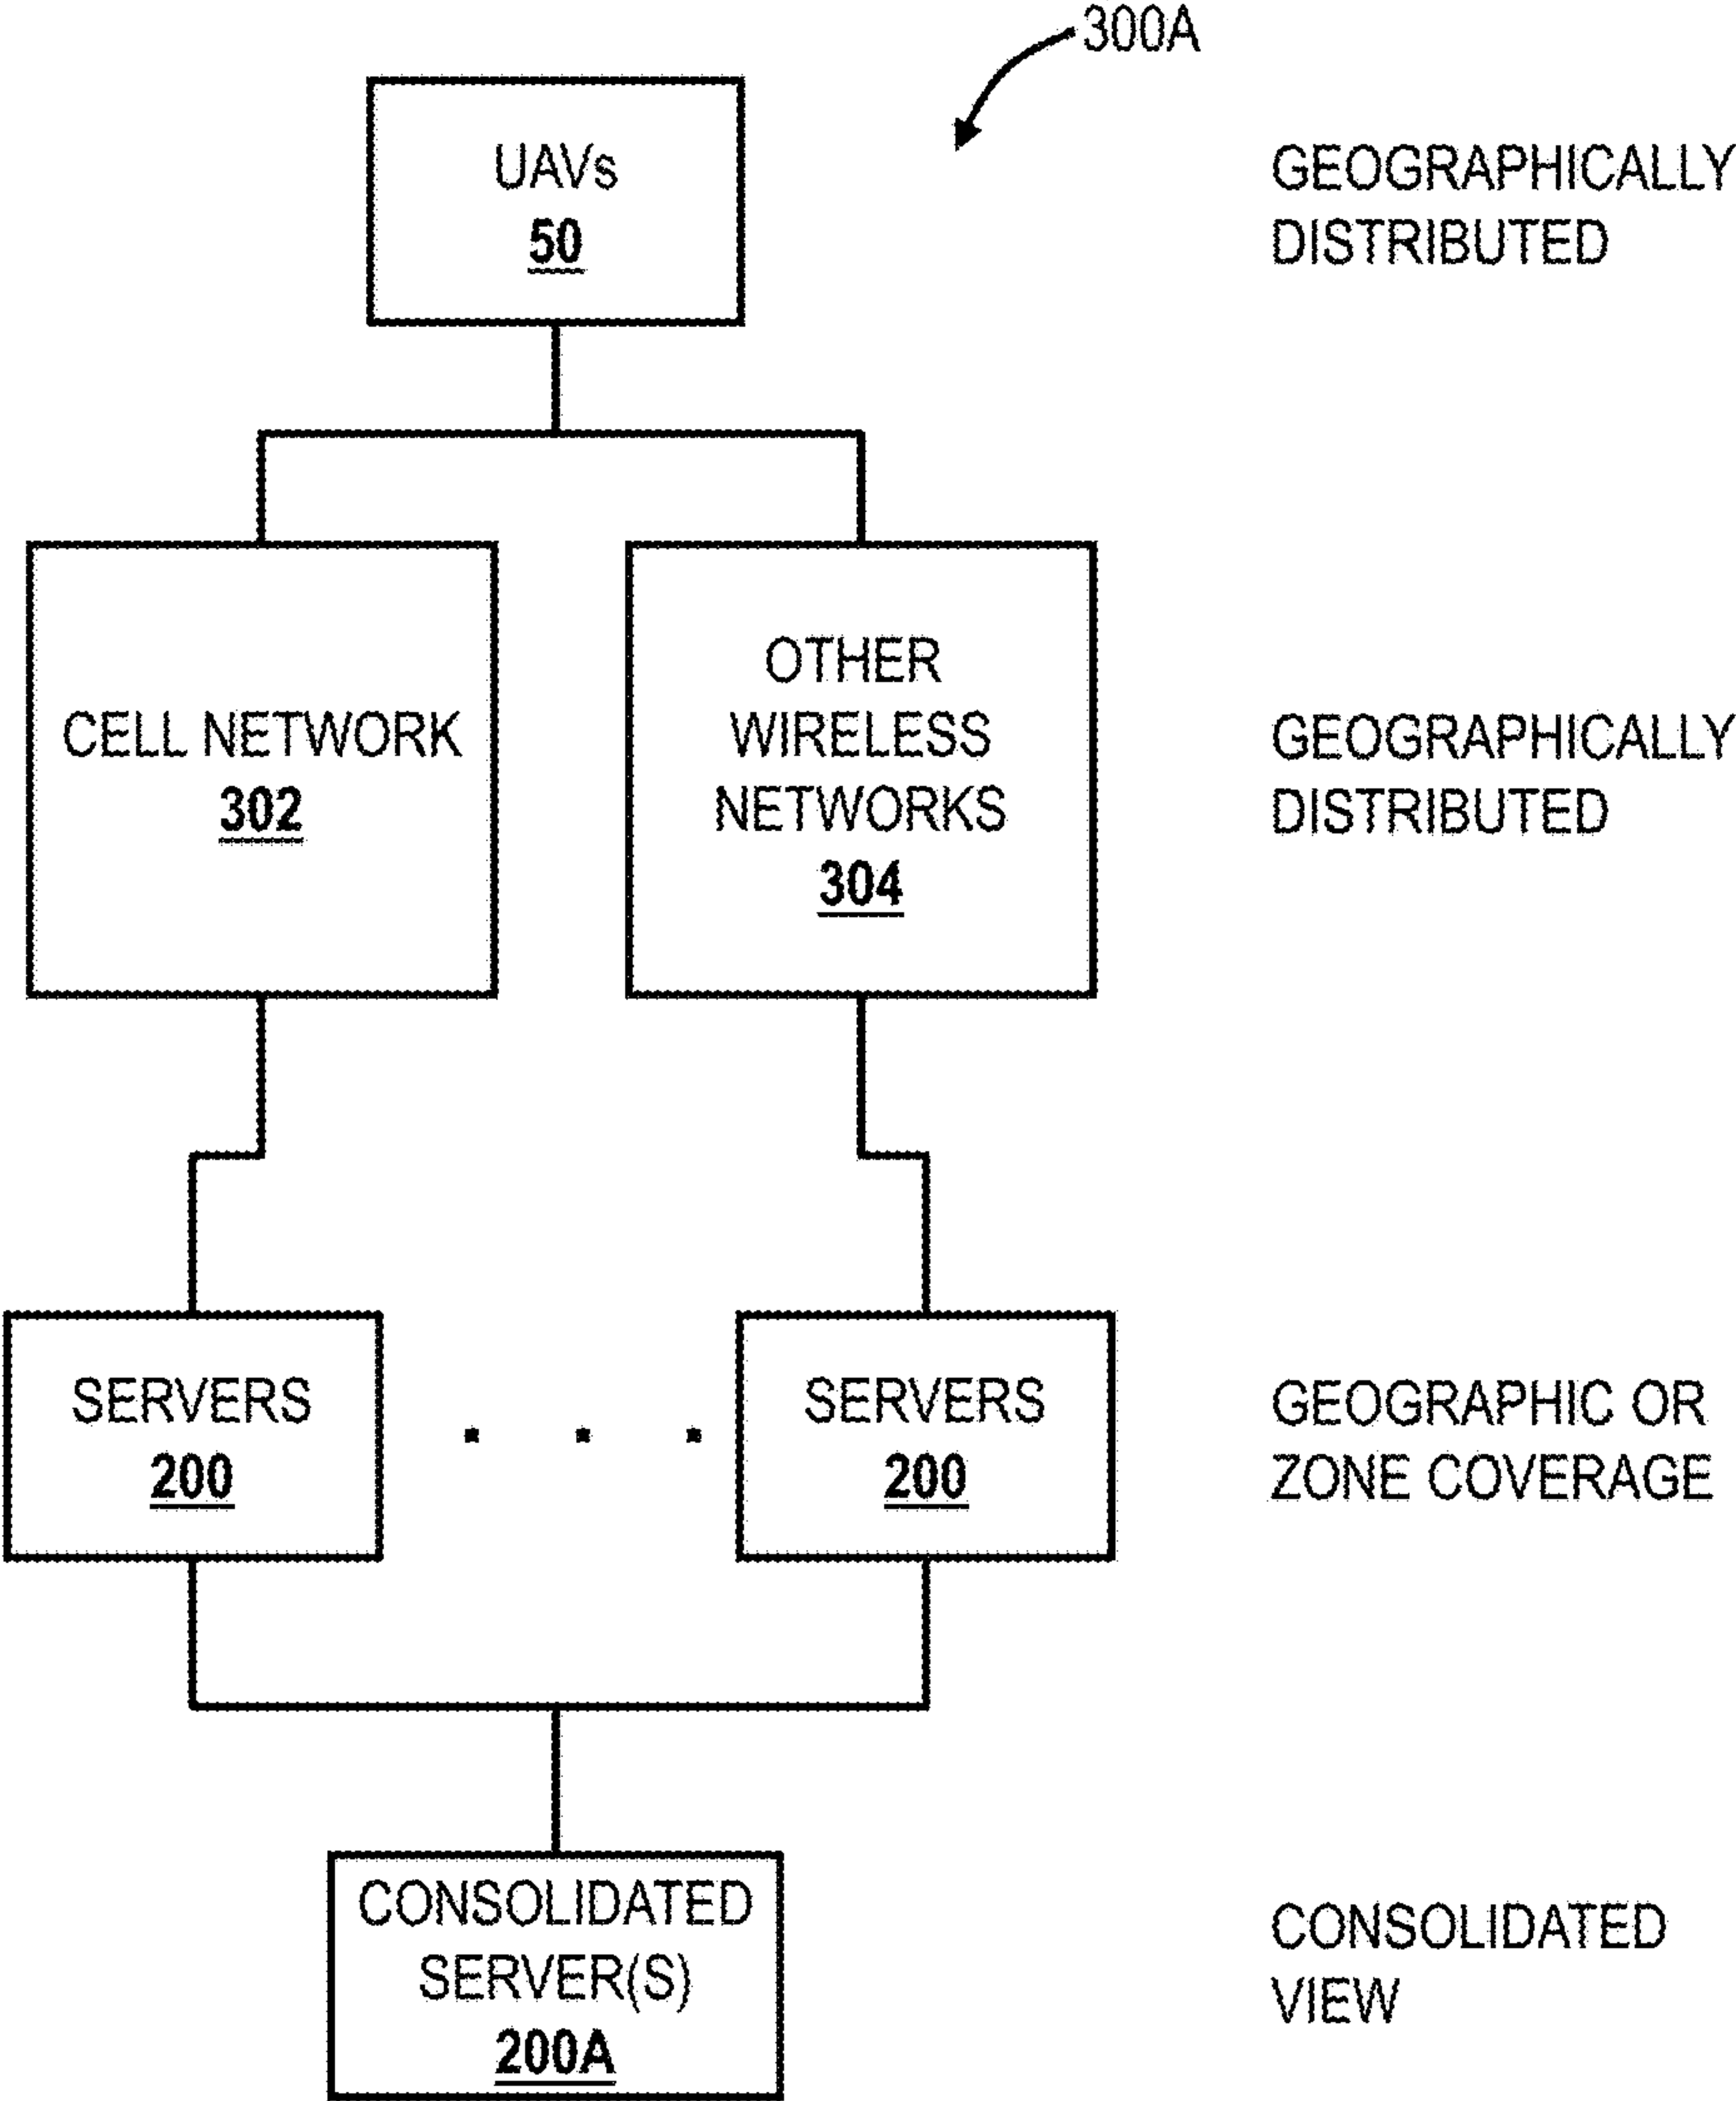 300A
UAVs
50
GEOGRAPHICALLY
DISTRIBUTED
CELL NETWORK
302
OTHER
WIRELESS
NETWORKS
304
GEOGRAPHICALLY
DISTRIBUTED
SERVERS
200
. . .
SERVERS
200
GEOGRAPHIC OR
ZONE COVERAGE
CONSOLIDATED
SERVER(S)
200A
CONSOLIDATED
VIEW